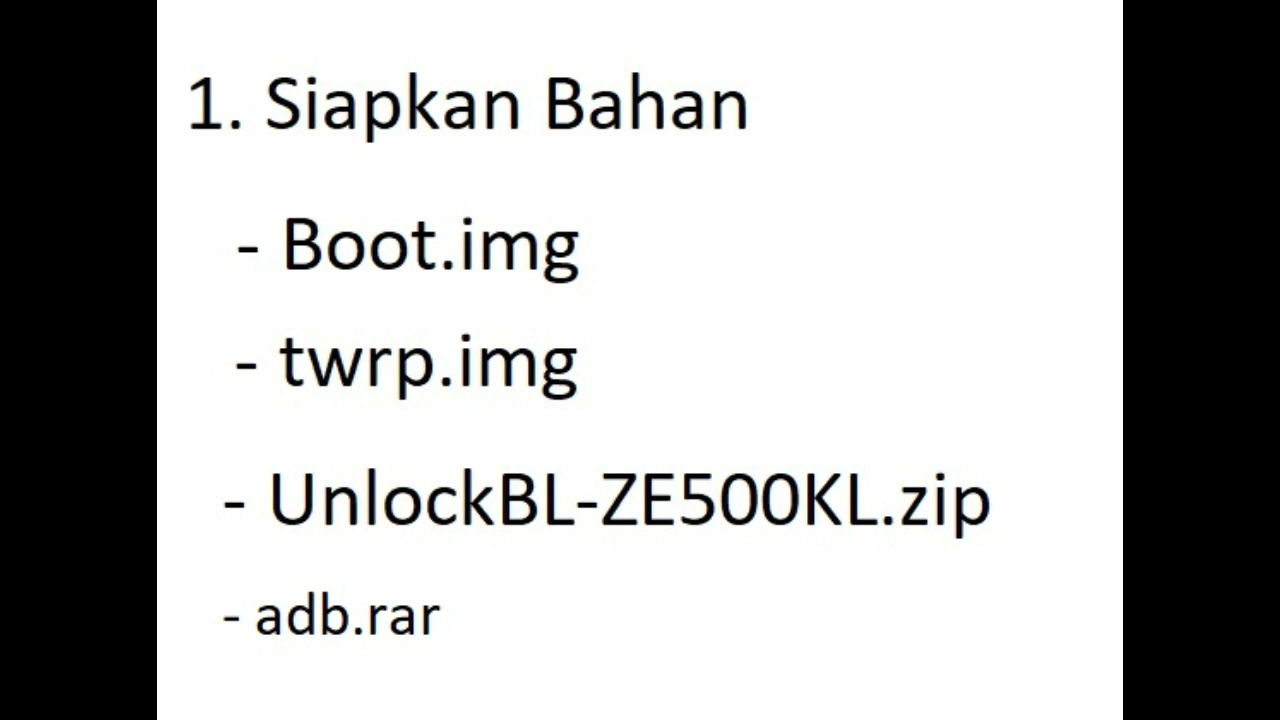 1. Siapkan Bahan
- Boot.img
- twrp.img
- UnlockBL-ZE500KL.zip
- adb.rar